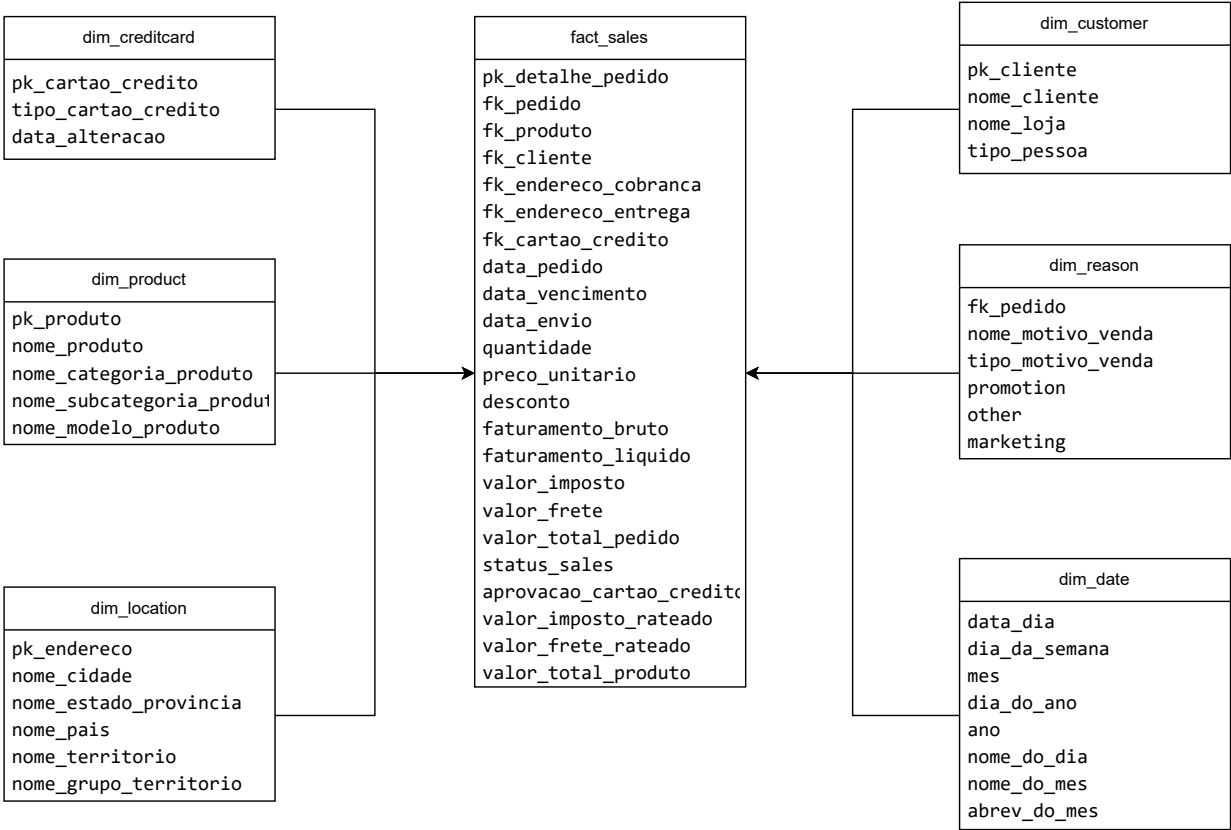 dim_creditcard
pk_cartao_credito
tipo_cartao_credito
data_alteracao
dim_product
pk_produto
nome_produto
nome_categoria_produto
nome_subcategoria_produt
nome_modelo_produto
dim_location
pk_endereco
nome_cidade
nome_estado_provincia
nome_pais
nome_territorio
nome_grupo_territorio
fact_sales
pk_detalhe_pedido
fk_pedido
fk_produto
fk_cliente
fk_endereco_cobranca
fk_endereco_entrega
fk_cartao_credito
data_pedido
data_vencimento
data_envio
quantidade
preco_unitario
desconto
faturamento_bruto
faturamento_liquido
valor_imposto
valor_frete
valor_total_pedido
status_sales
aprovacao_cartao_credito
valor_imposto_rateado
valor_frete_rateado
valor_total_produto
dim_customer
pk_cliente
nome_cliente
nome_loja
tipo_pessoa
dim_reason
fk_pedido
nome_motivo_venda
tipo_motivo_venda
promotion
other
marketing
dim_date
data_dia
dia_da_semana
mes
dia_do_ano
ano
nome_do_dia
nome_do_mes
abrev_do_mes